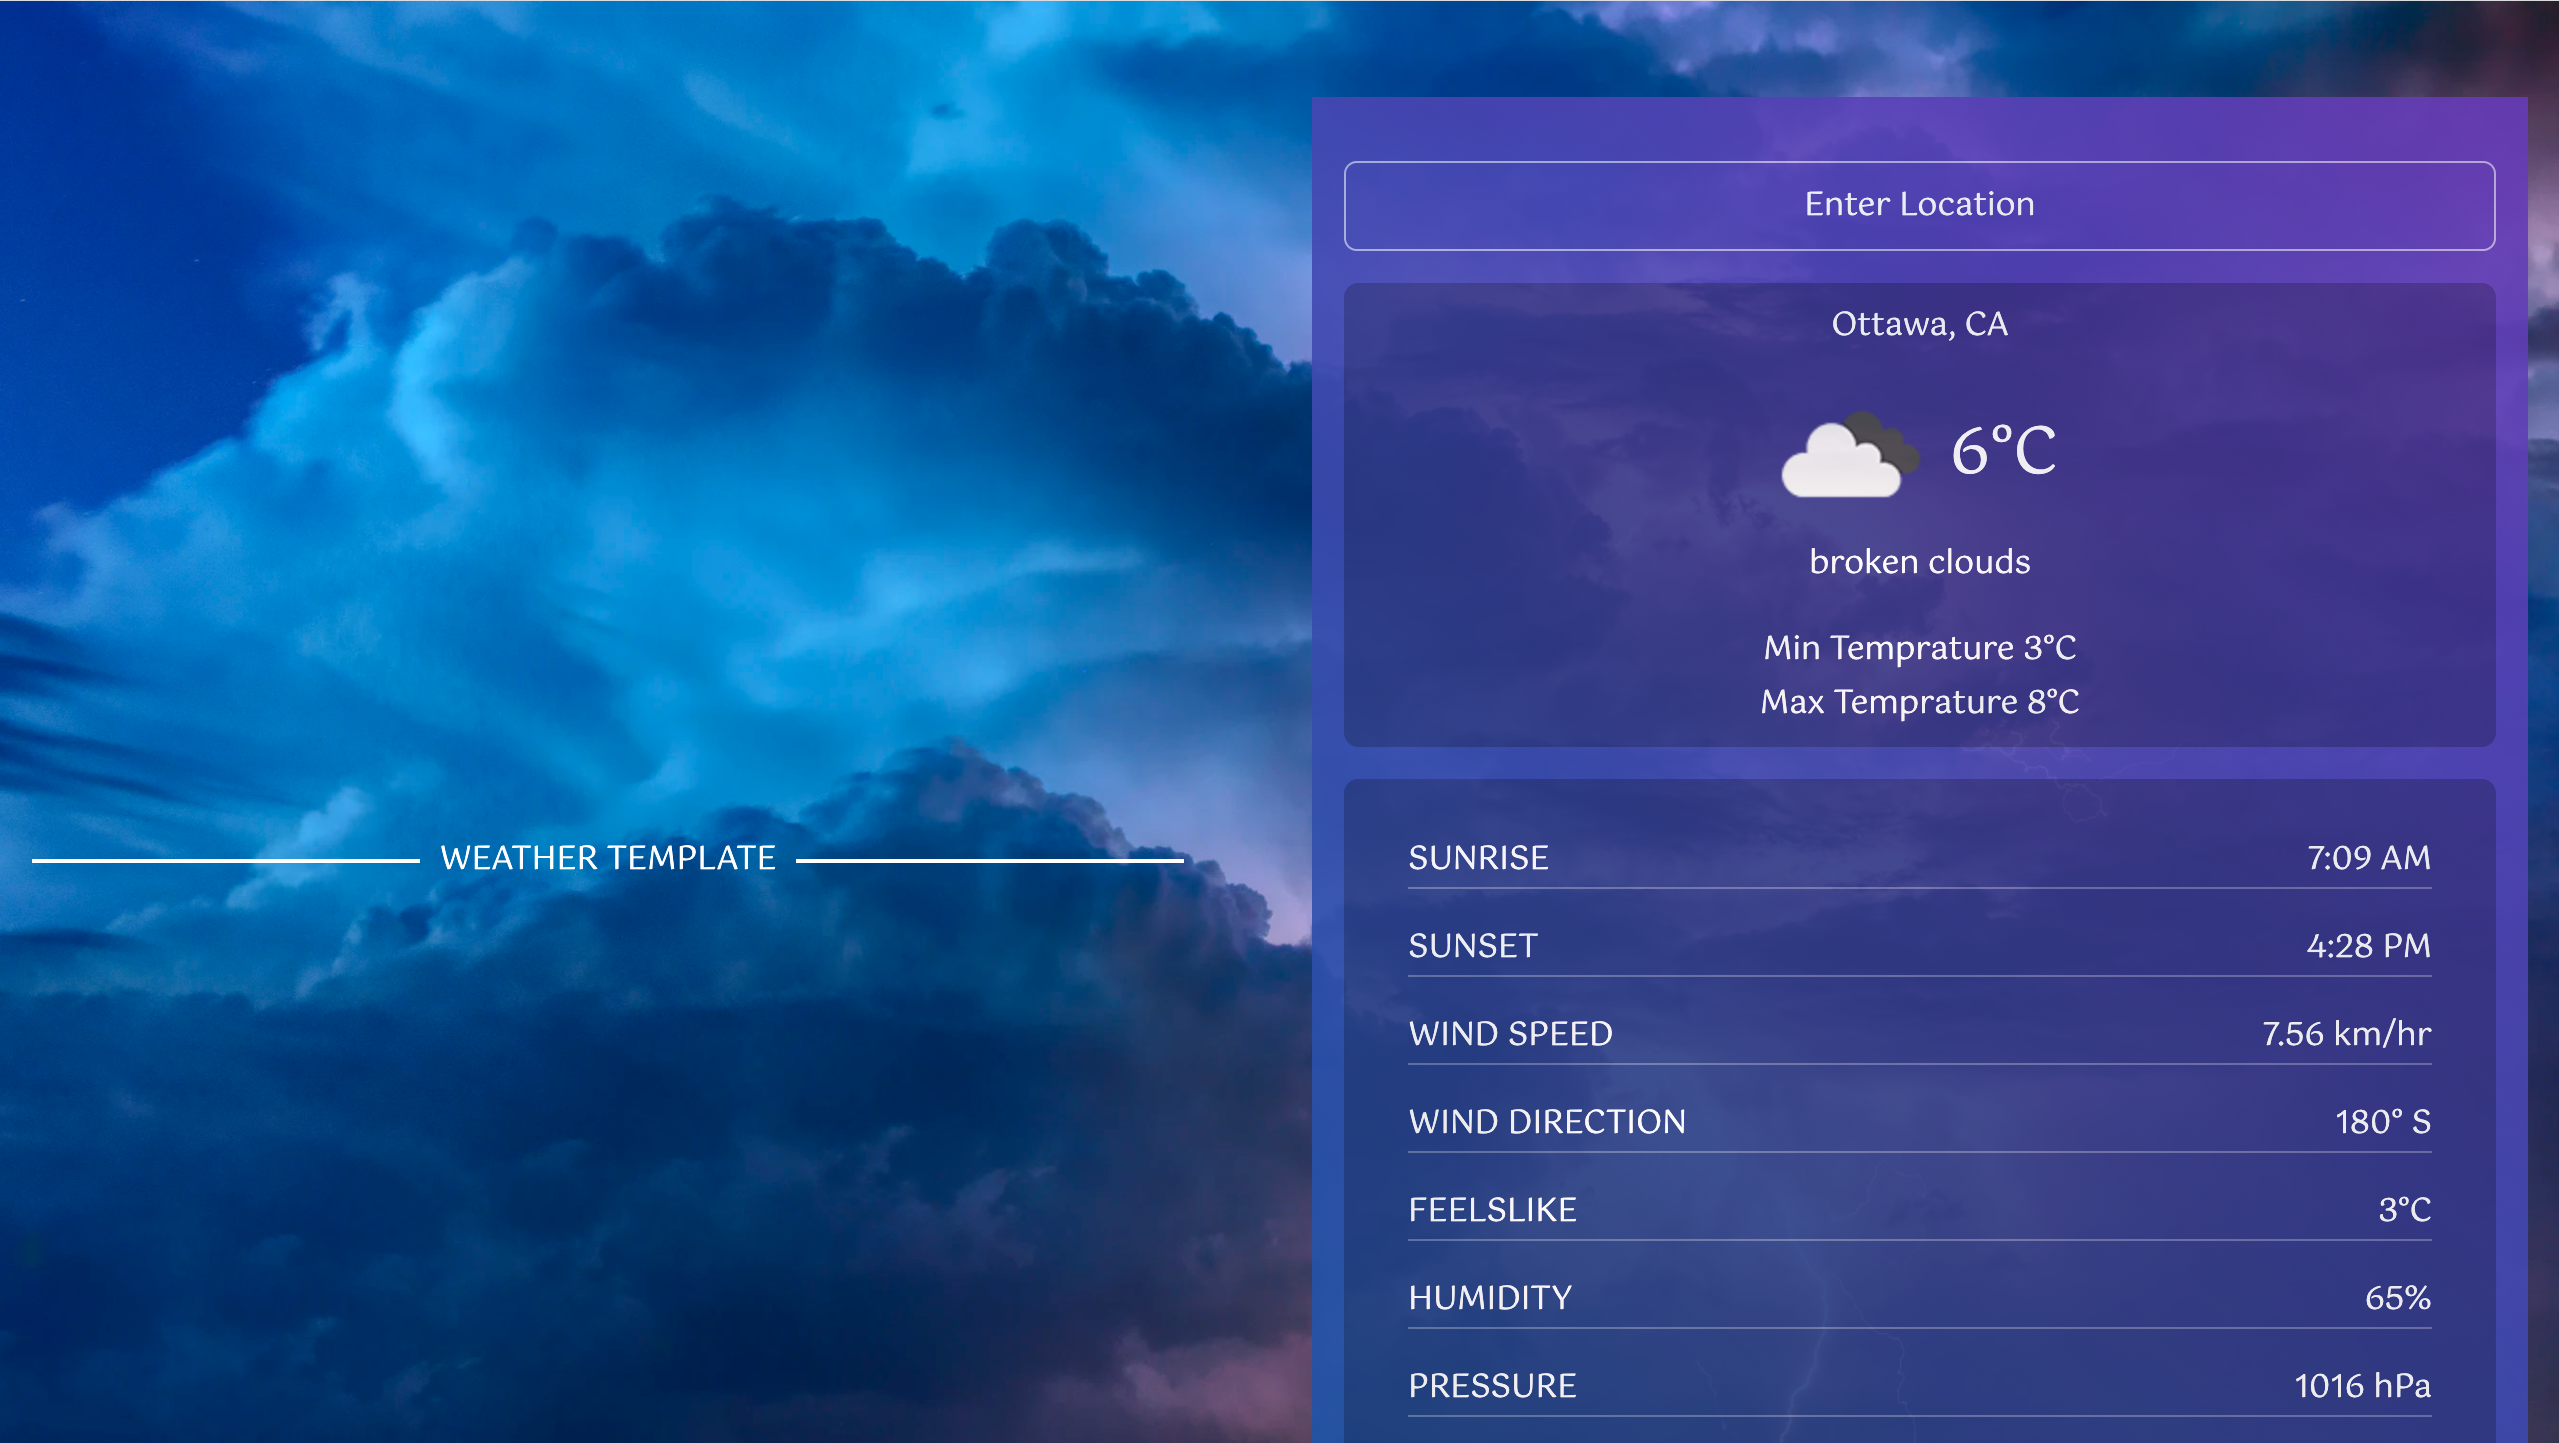 Enter Location
Ottawa, CA
6°C
broken clouds
Min Temprature 3°C
Max Temprature 8°C
WEATHER TEMPLATE
SUNRISE 7:09 AM
SUNSET 4:28 PM
WIND SPEED 7.56 km/hr
WIND DIRECTION 180° S
FEELSLIKE 3°C
HUMIDITY 65%
PRESSURE 1016 hPa